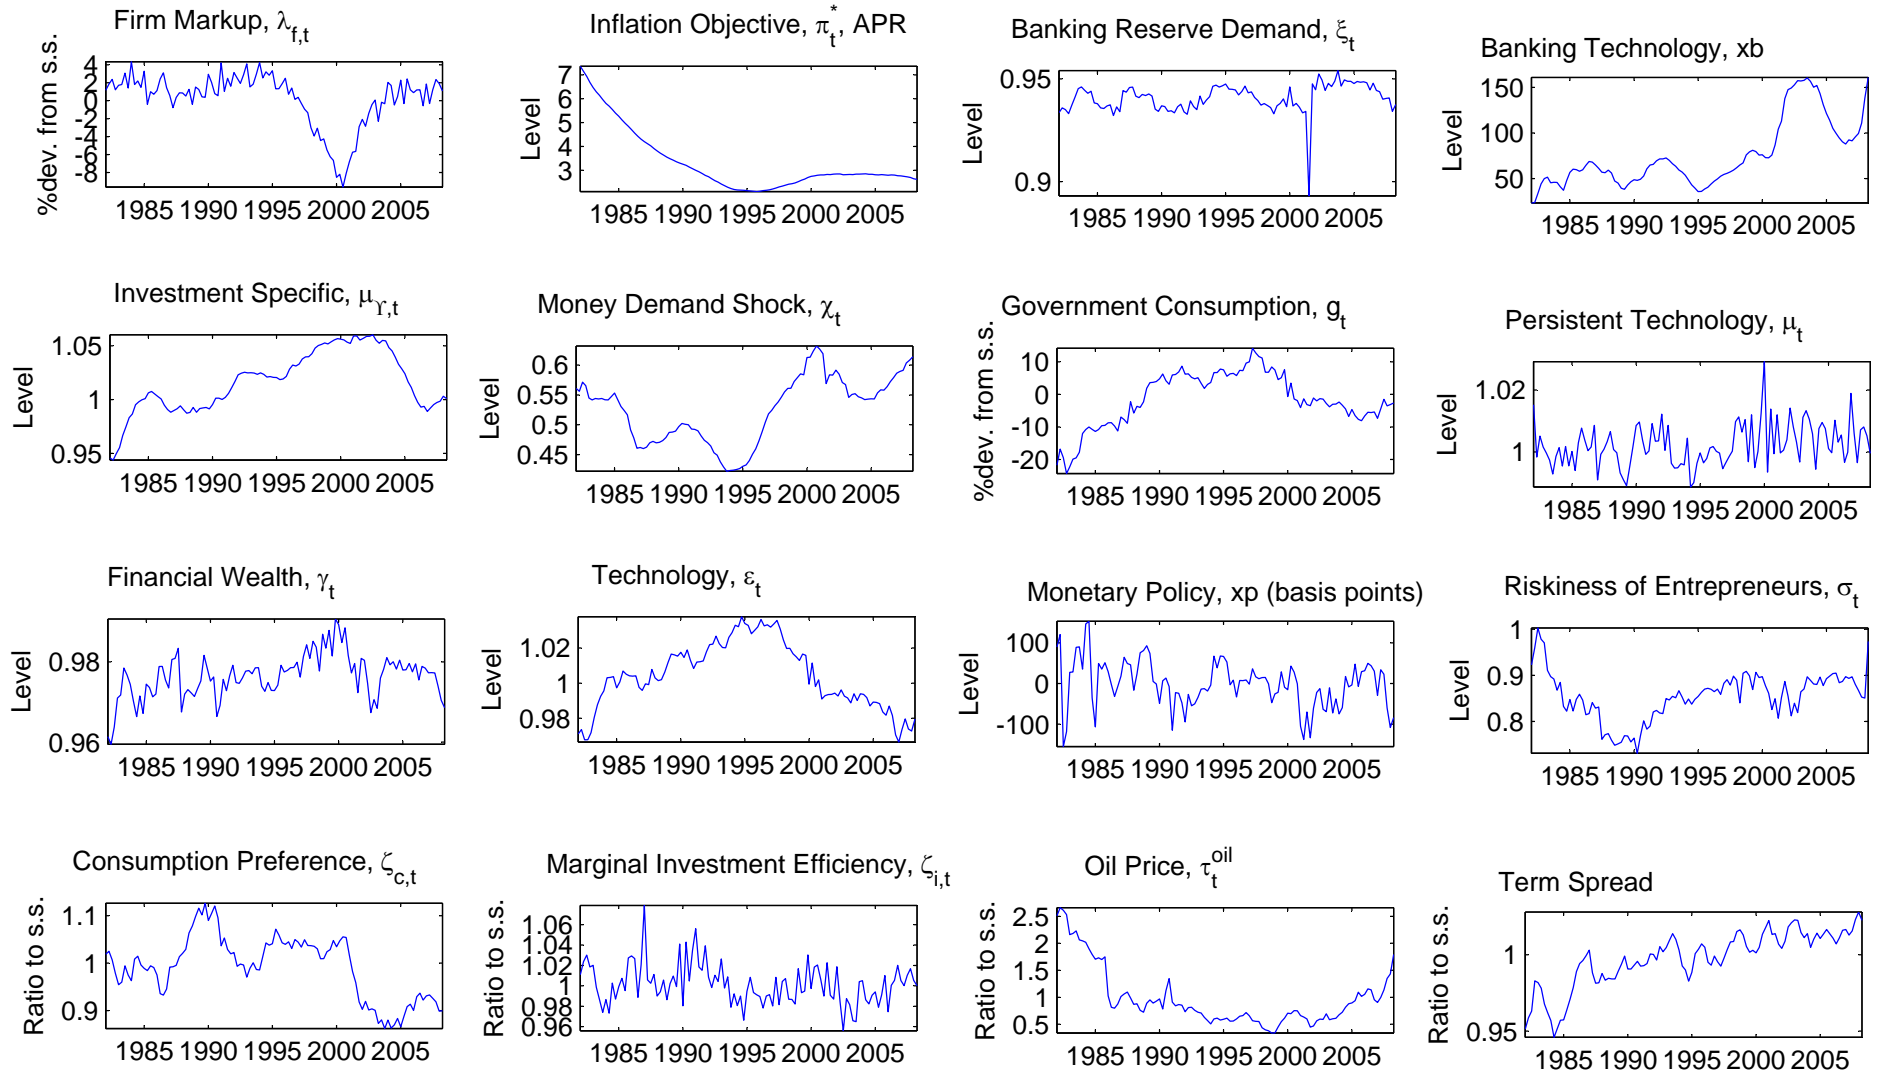 Firm Markup, λf,t
%dev. from s.s.
4
2
0
-2
-4
-6
-8
1985 1990 1995 2000 2005
Inflation Objective, π*t, APR
Level
7
6
5
4
3
1985 1990 1995 2000 2005
Banking Reserve Demand, ξt
Level
0.95
0.9
1985 1990 1995 2000 2005
Banking Technology, xb
Level
150
100
50
1985 1990 1995 2000 2005
Investment Specific, μϒ,t
Level
1.05
1
0.95
1985 1990 1995 2000 2005
Money Demand Shock, χt
Level
0.6
0.55
0.5
0.45
1985 1990 1995 2000 2005
Government Consumption, gt
%dev. from s.s.
10
0
-10
-20
1985 1990 1995 2000 2005
Persistent Technology, μt
Level
1.02
1
1985 1990 1995 2000 2005
Financial Wealth, γt
Level
0.98
0.96
1985 1990 1995 2000 2005
Technology, εt
Level
1.02
1
0.98
1985 1990 1995 2000 2005
Monetary Policy, xp (basis points)
Level
100
0
-100
1985 1990 1995 2000 2005
Riskiness of Entrepreneurs, σt
Level
1
0.9
0.8
1985 1990 1995 2000 2005
Consumption Preference, ζc,t
Ratio to s.s.
1.1
1
0.9
1985 1990 1995 2000 2005
Marginal Investment Efficiency, ζi,t
Ratio to s.s.
1.06
1.04
1.02
1
0.98
0.96
1985 1990 1995 2000 2005
Oil Price, τoilt
Ratio to s.s.
2.5
2
1.5
1
0.5
1985 1990 1995 2000 2005
Term Spread
Ratio to s.s.
1
0.95
1985 1990 1995 2000 2005